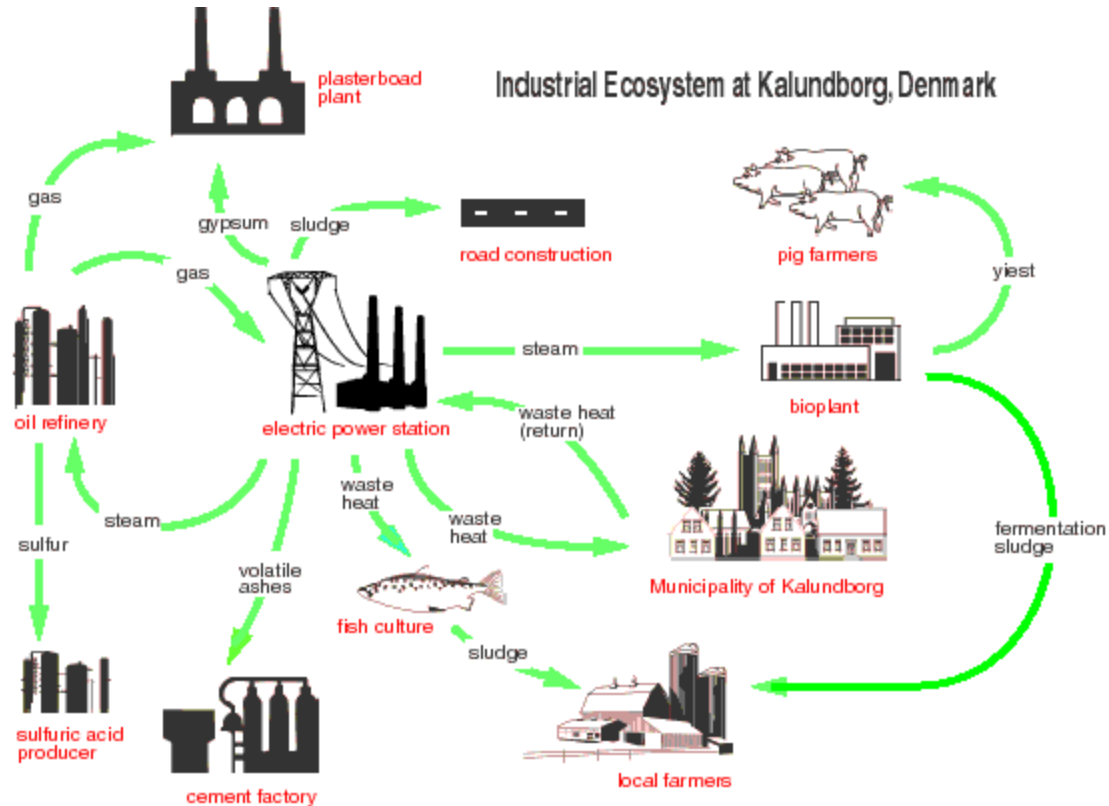 Industrial Ecosystem at Kalundborg, Denmark
plasterboad
plant
gas
gypsum
sludge
road construction
pig farmers
gas
yiest
steam
oil refinery
electric power station
waste heat
(return)
bioplant
waste
heat
steam
waste
heat
sulfur
fermentation
sludge
volatile
ashes
Municipality of Kalundborg
fish culture
sludge
sulfuric acid
producer
cement factory
local farmers